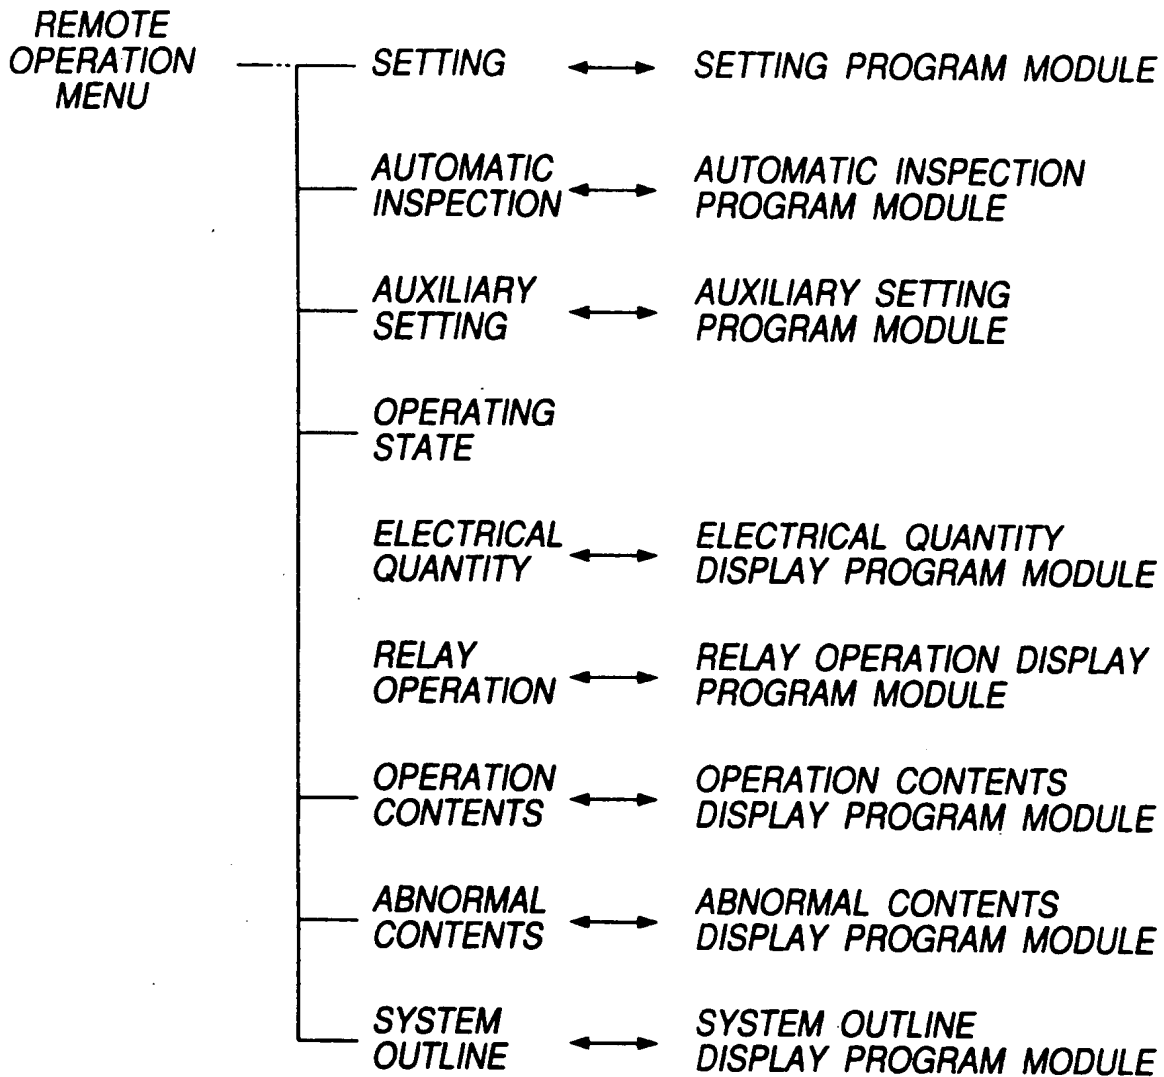 REMOTE
OPERATION
MENU
SETTING
SETTING PROGRAM MODULE
AUTOMATIC
INSPECTION
AUTOMATIC INSPECTION
PROGRAM MODULE
AUXILIARY
SETTING
AUXILIARY SETTING
PROGRAM MODULE
OPERATING
STATE
ELECTRICAL
QUANTITY
ELECTRICAL QUANTITY
DISPLAY PROGRAM MODULE
RELAY
OPERATION
RELAY OPERATION DISPLAY
PROGRAM MODULE
OPERATION
CONTENTS
OPERATION CONTENTS
DISPLAY PROGRAM MODULE
ABNORMAL
CONTENTS
ABNORMAL CONTENTS
DISPLAY PROGRAM MODULE
SYSTEM
OUTLINE
SYSTEM OUTLINE
DISPLAY PROGRAM MODULE